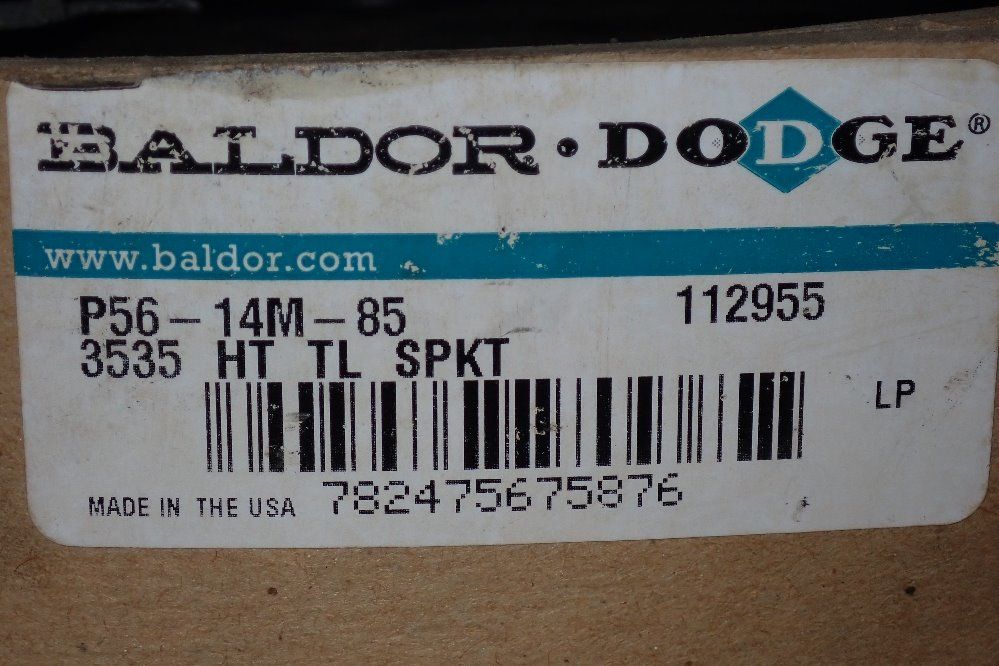 BALDOR · DODGE®
www.baldor.com
P56-14M-85 112955
3535 HT TL SPKT
LP
MADE IN THE USA 782475675876